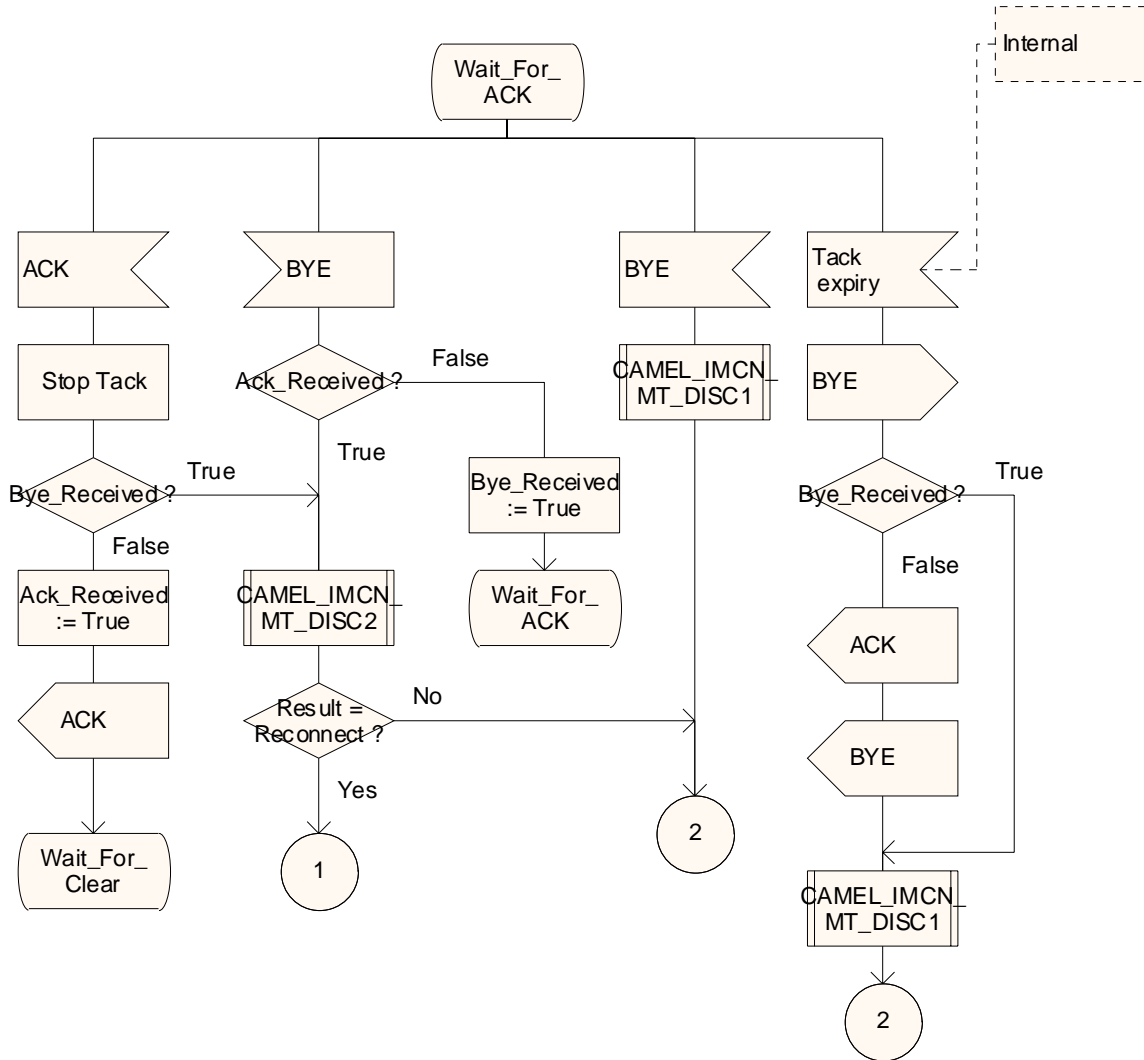 Internal
Wait_For_
ACK
ACK
BYE
BYE
Tack
expiry
Stop Tack
Ack_Received ?
False
CAMEL_IMCN_
MT_DISC1
BYE
True
Bye_Received ?
True
Bye_Received
:= True
Bye_Received ?
True
False
False
Ack_Received
:= True
CAMEL_IMCN_
MT_DISC2
Wait_For_
ACK
ACK
ACK
Result =
Reconnect ?
No
BYE
Yes
2
Wait_For_
Clear
1
CAMEL_IMCN_
MT_DISC1
2